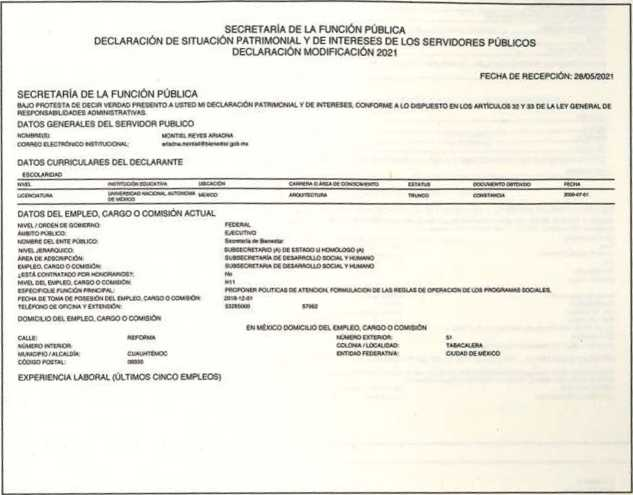 SECRETARÍA DE LA FUNCIÓN PÚBLICA
DECLARACIÓN DE SITUACIÓN PATRIMONIAL Y DE INTERESES DE LOS SERVIDORES PÚBLICOS
DECLARACIÓN MODIFICACIÓN 2021
FECHA DE RECEPCIÓN: 28/05/2021
SECRETARÍA DE LA FUNCIÓN PÚBLICA
BAJO PROTESTA DE DECIR VERDAD PRESENTO A USTED MI DECLARACIÓN PATRIMONIAL Y DE INTERESES, CONFORME A LO DISPUESTO EN LOS ARTÍCULOS 32 Y 33 DE LA LEY GENERAL DE
RESPONSABILIDADES ADMINISTRATIVAS.
DATOS GENERALES DEL SERVIDOR PUBLICO
NOMBRE(S): MONTIEL REYES ARIADNA
CORREO ELECTRÓNICO INSTITUCIONAL: ariadna.montiel@bienestar.gob.mx
DATOS CURRICULARES DEL DECLARANTE
ESCOLARIDAD
NIVEL INSTITUCIÓN EDUCATIVA UBICACIÓN CARRERA O ÁREA DE CONOCIMIENTO ESTATUS DOCUMENTO OBTENIDO FECHA
LICENCIATURA UNIVERSIDAD NACIONAL AUTONOMA DE MÉXICO MÉXICO ARQUITECTURA TRUNCO CONSTANCIA
DATOS DEL EMPLEO, CARGO O COMISIÓN ACTUAL
NIVEL / ORDEN DE GOBIERNO: FEDERAL
ÁMBITO PÚBLICO: EJECUTIVO
NOMBRE DEL ENTE PÚBLICO: Secretaría de Bienestar
NIVEL JERARQUICO: SUBSECRETARIO (A) DE ESTADO U HOMOLOGO (A)
ÁREA DE ADSCRIPCIÓN: SUBSECRETARÍA DE DESARROLLO SOCIAL Y HUMANO
EMPLEO, CARGO O COMISIÓN: SUBSECRETARIO DE DESARROLLO SOCIAL Y HUMANO
¿ESTÁ CONTRATADO POR HONORARIOS?: No
NIVEL DEL EMPLEO, CARGO O COMISIÓN: H11
ESPECIFIQUE FUNCIÓN PRINCIPAL: PROPONER POLITICAS DE ATENCION, FORMULACION DE LAS REGLAS DE OPERACION DE LOS PROGRAMAS SOCIALES,
FECHA DE TOMA DE POSESIÓN DEL EMPLEO, CARGO O COMISIÓN: 2018-12-01
TELÉFONO DE OFICINA Y EXTENSIÓN: 53285000 57062
DOMICILIO DEL EMPLEO, CARGO O COMISIÓN
EN MÉXICO DOMICILIO DEL EMPLEO, CARGO O COMISIÓN
CALLE: REFORMA NÚMERO EXTERIOR: 51
NÚMERO INTERIOR: COLONIA / LOCALIDAD: TABACALERA
MUNICIPIO / ALCALDÍA: CUAUHTÉMOC ENTIDAD FEDERATIVA: CIUDAD DE MÉXICO
CÓDIGO POSTAL: 06030
EXPERIENCIA LABORAL (ÚLTIMOS CINCO EMPLEOS)